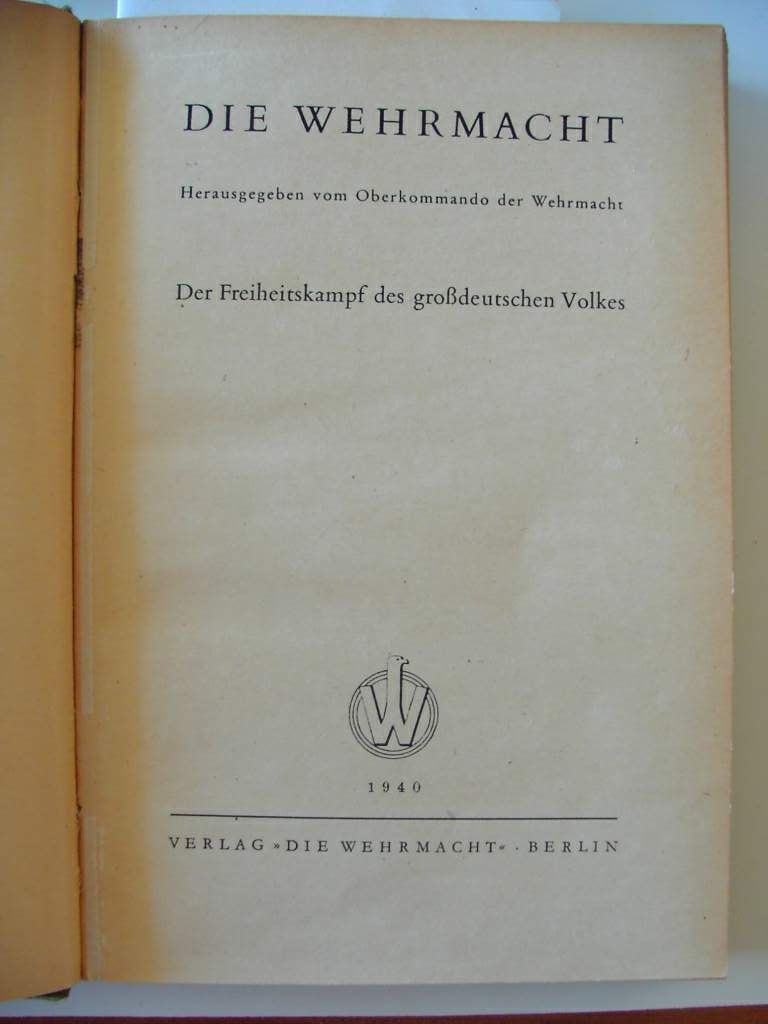 DIE WEHRMACHT
Herausgegeben vom Oberkommando der Wehrmacht
Der Freiheitskampf des großdeutschen Volkes
W
1940
VERLAG »DIE WEHRMACHT« · BERLIN